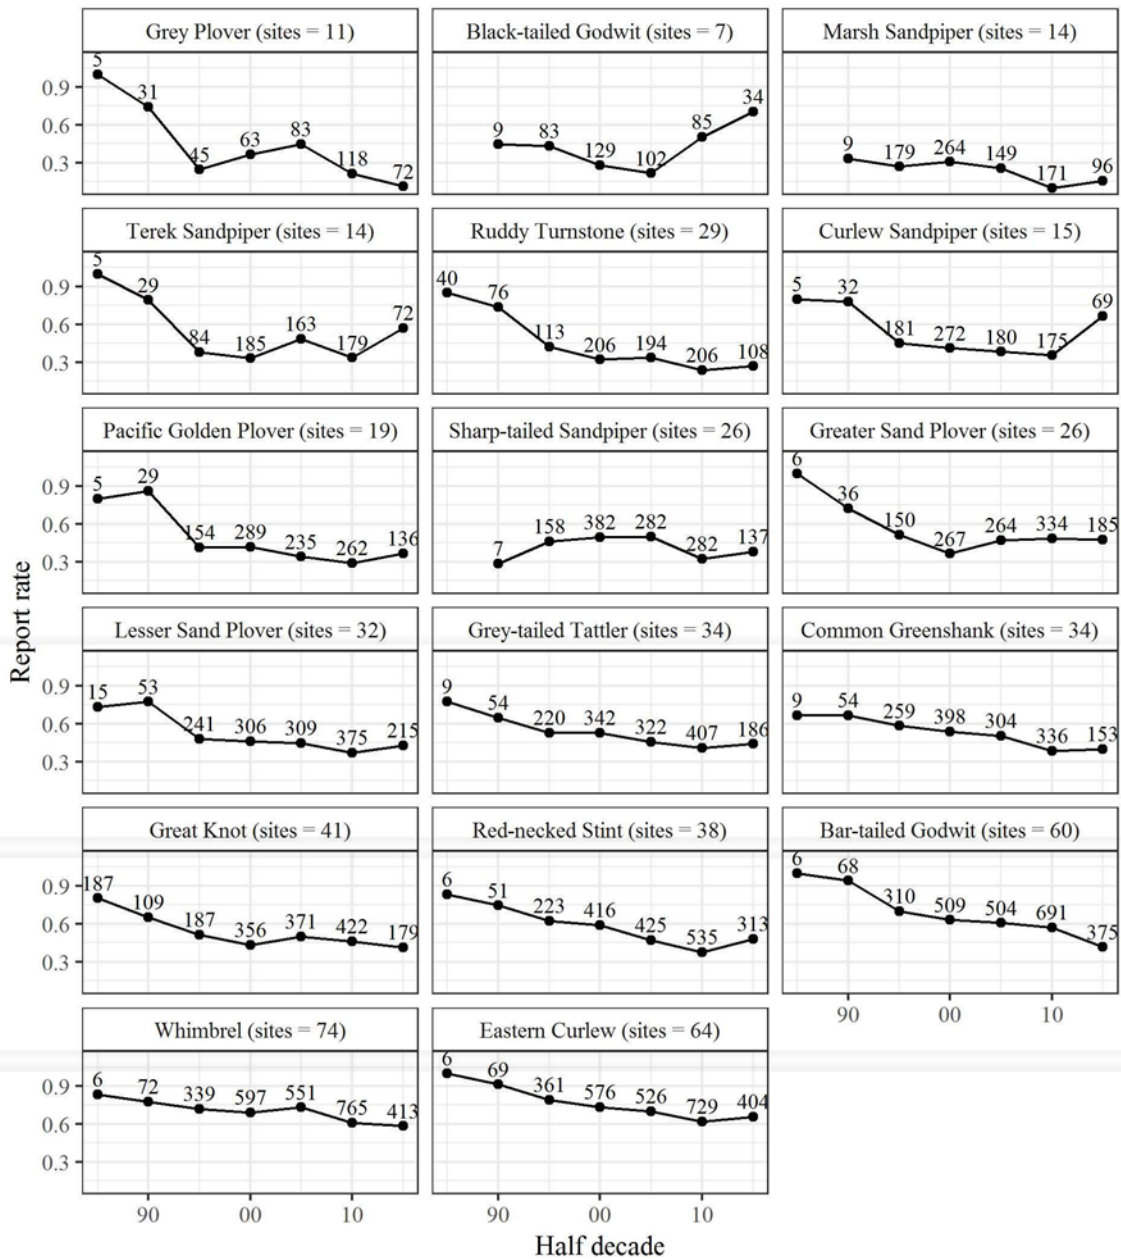 Grey Plover (sites = 11) Black-tailed Godwit (sites = 7) Marsh Sandpiper (sites = 14)
0.9 0.6 0.3
5 31 45 63 83 118 72
9 83 129 102 85 34
9 179 264 149 171 96
Terek Sandpiper (sites = 14) Ruddy Turnstone (sites = 29) Curlew Sandpiper (sites = 15)
0.9 0.6 0.3
5 29 84 185 163 179 72
40 76 113 206 194 206 108
5 32 181 272 180 175 69
Pacific Golden Plover (sites = 19) Sharp-tailed Sandpiper (sites = 26) Greater Sand Plover (sites = 26)
0.9 0.6 0.3
5 29 154 289 235 262 136
7 158 382 282 282 137
6 36 150 267 264 334 185
Report rate
Lesser Sand Plover (sites = 32) Grey-tailed Tattler (sites = 34) Common Greenshank (sites = 34)
0.9 0.6 0.3
15 53 241 306 309 375 215
9 54 220 342 322 407 186
9 54 259 398 304 336 153
Great Knot (sites = 41) Red-necked Stint (sites = 38) Bar-tailed Godwit (sites = 60)
0.9 0.6 0.3
187 109 187 356 371 422 179
6 51 223 416 425 535 313
6 68 310 509 504 691 375
90 00 10
Whimbrel (sites = 74) Eastern Curlew (sites = 64)
0.9 0.6 0.3
6 72 339 597 551 765 413
6 69 361 576 526 729 404
90 00 10 90 00 10
Half decade